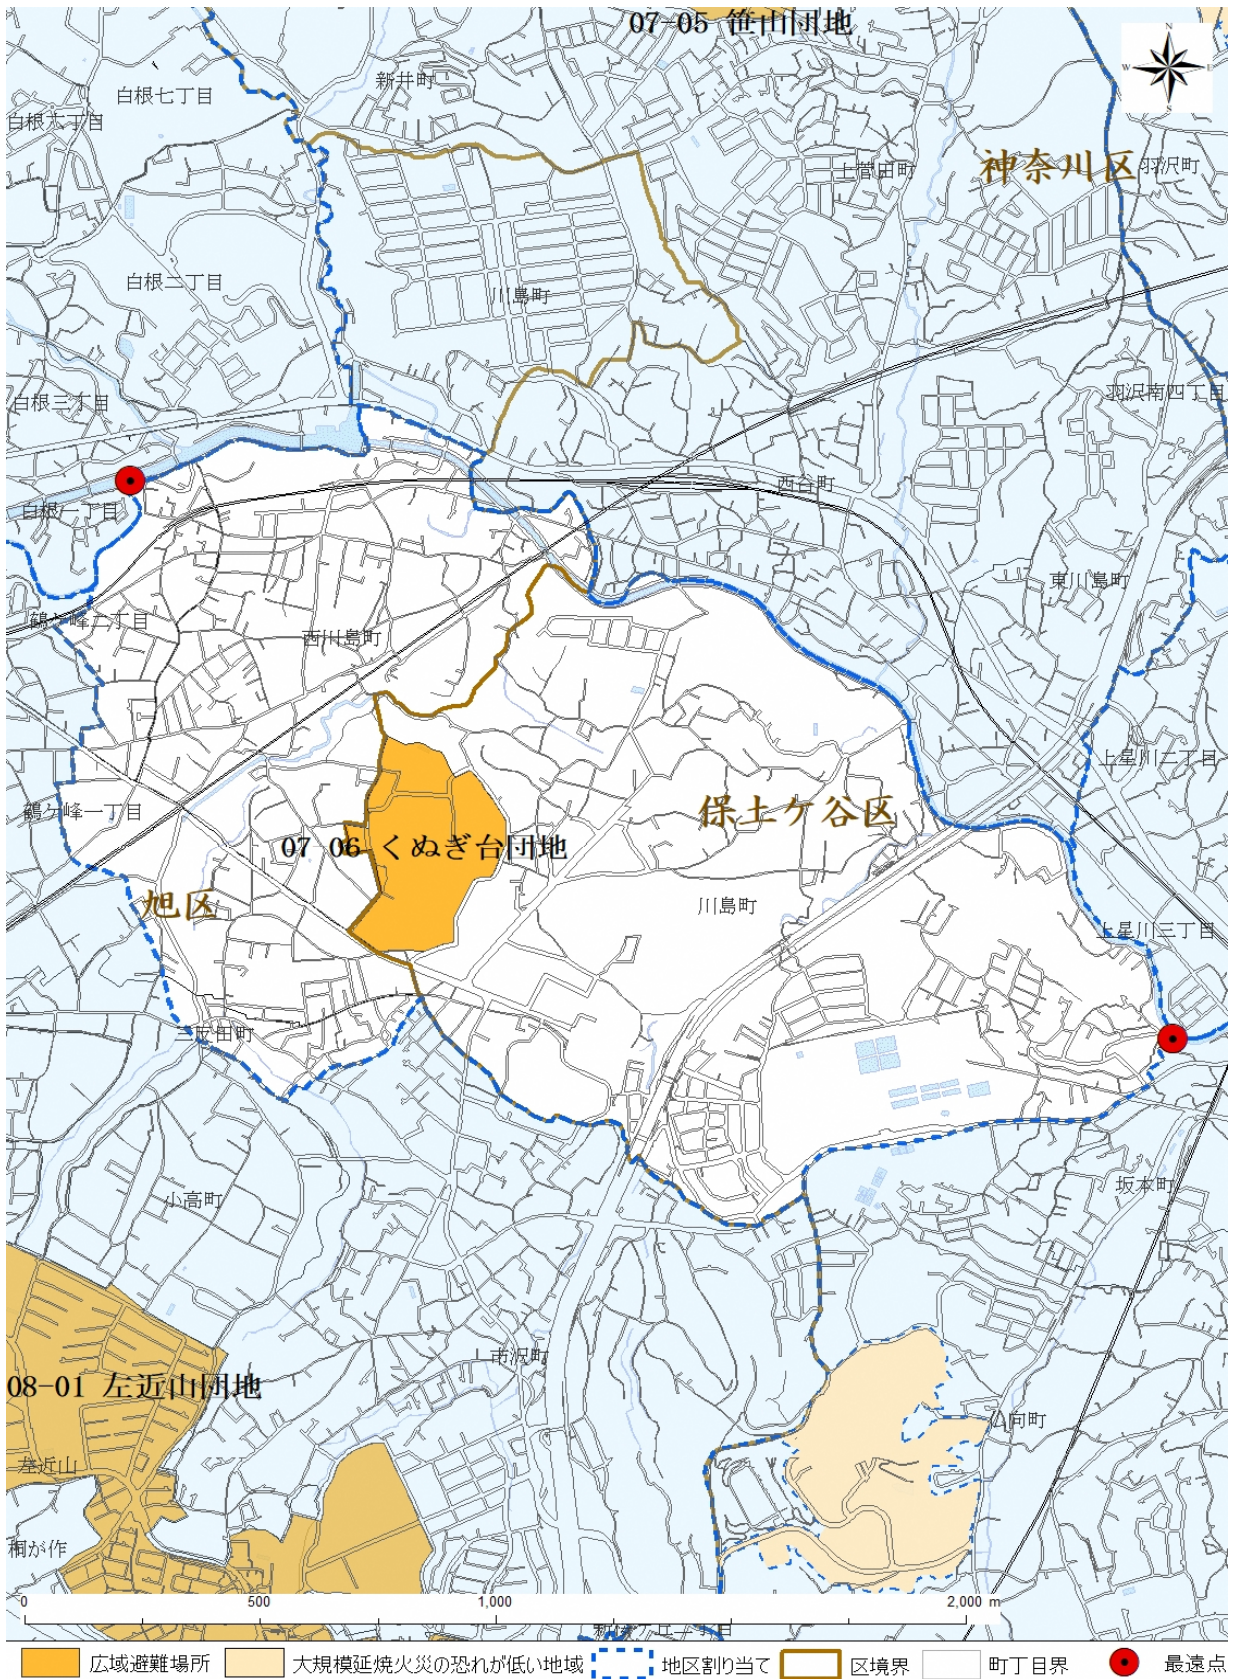 07-05 笹山団地
N
W E
S
新井町
白根七丁目
白根六丁目
神奈川区
羽沢町
上菅田町
白根二丁目
川島町
白根三丁目
羽沢南四丁目
西谷町
白根一丁目
東川島町
鶴ケ峰二丁目
西川島町
上星川二丁目
鶴ケ峰一丁目
保土ケ谷区
07 06 くぬぎ台団地
旭区
川島町
上星川三丁目
三反田町
坂本町
小高町
市沢町
08-01 左近山団地
仏向町
左近山
桐が作
0 500 1,000 2,000 m
広域避難場所 大規模延焼火災の恐れが低い地域 地区割り当て 区境界 町丁目界 最遠点